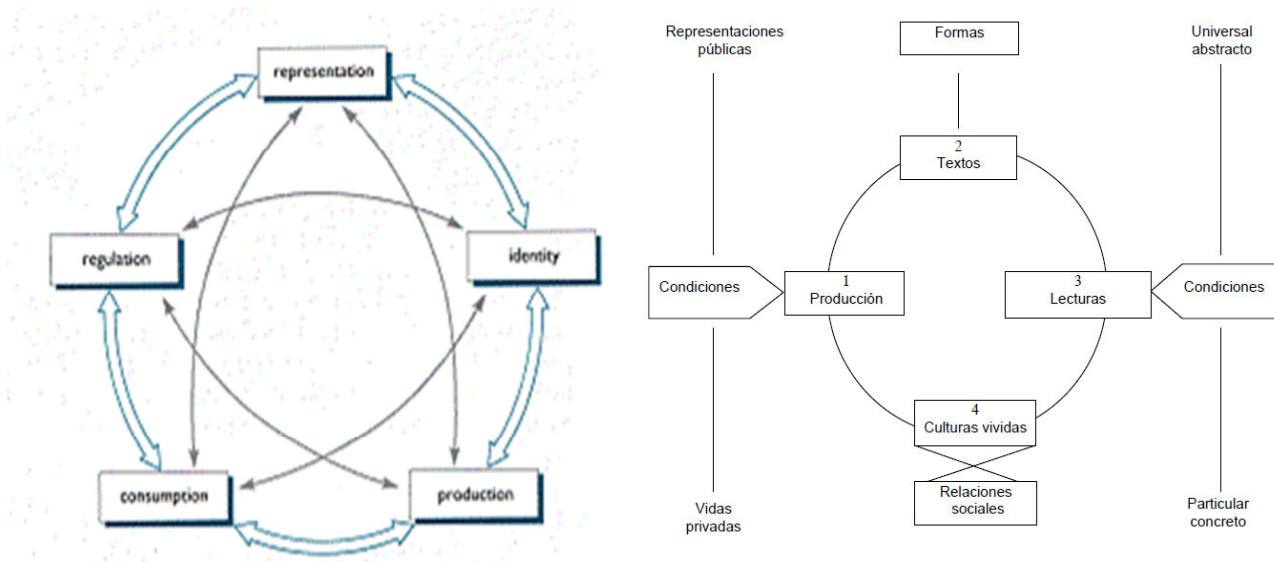 representation
regulation
identity
consumption
production
Representaciones
públicas
Formas
Universal
abstracto
2
Textos
Condiciones
1
Producción
3
Lecturas
Condiciones
4
Culturas vividas
Relaciones
sociales
Vidas
privadas
Particular
concreto